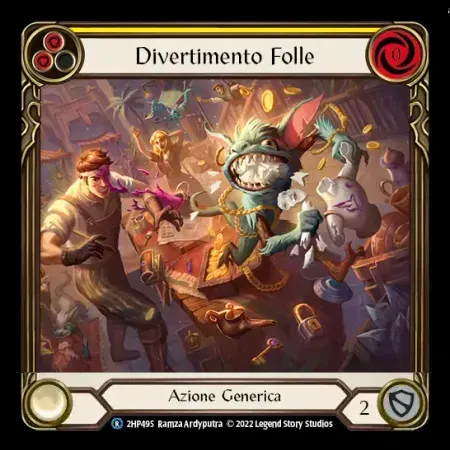 Divertimento Folle
0
Azione Generica
2
R 2HP495 Ramza Ardyputra © 2022 Legend Story Studios